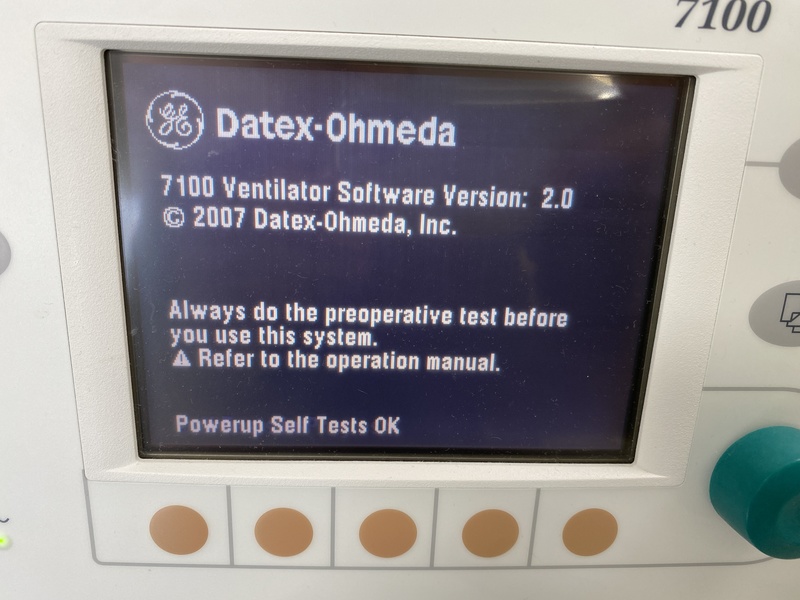 7100
GE Datex-Ohmeda
7100 Ventilator Software Version: 2.0
© 2007 Datex-Ohmeda, Inc.
Always do the preoperative test before
you use this system.
⚠ Refer to the operation manual.
Powerup Self Tests OK